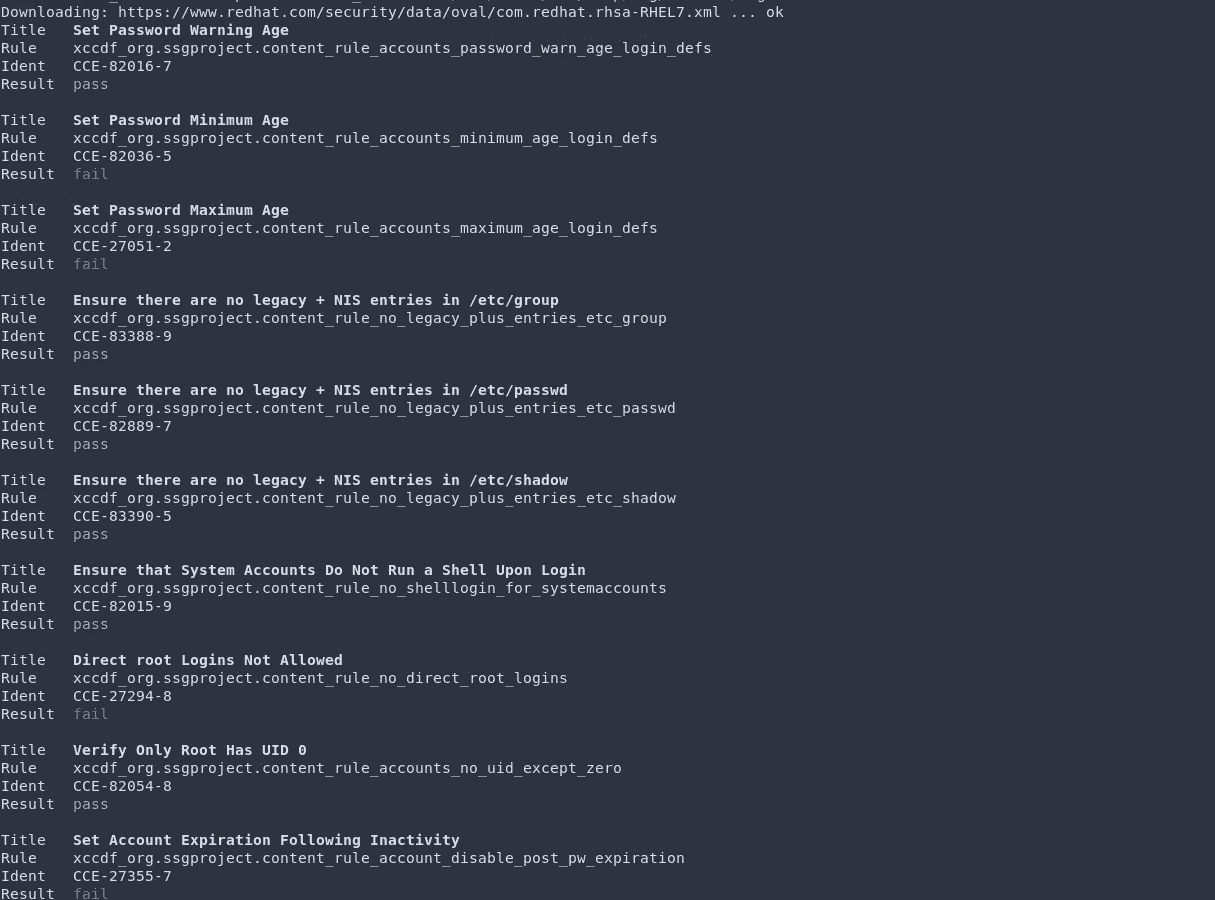 Downloading: https://www.redhat.com/security/data/oval/com.redhat.rhsa-RHEL7.xml ... ok
Title   Set Password Warning Age
Rule    xccdf_org.ssgproject.content_rule_accounts_password_warn_age_login_defs
Ident   CCE-82016-7
Result  pass

Title   Set Password Minimum Age
Rule    xccdf_org.ssgproject.content_rule_accounts_minimum_age_login_defs
Ident   CCE-82036-5
Result  fail

Title   Set Password Maximum Age
Rule    xccdf_org.ssgproject.content_rule_accounts_maximum_age_login_defs
Ident   CCE-27051-2
Result  fail

Title   Ensure there are no legacy + NIS entries in /etc/group
Rule    xccdf_org.ssgproject.content_rule_no_legacy_plus_entries_etc_group
Ident   CCE-83388-9
Result  pass

Title   Ensure there are no legacy + NIS entries in /etc/passwd
Rule    xccdf_org.ssgproject.content_rule_no_legacy_plus_entries_etc_passwd
Ident   CCE-82889-7
Result  pass

Title   Ensure there are no legacy + NIS entries in /etc/shadow
Rule    xccdf_org.ssgproject.content_rule_no_legacy_plus_entries_etc_shadow
Ident   CCE-83390-5
Result  pass

Title   Ensure that System Accounts Do Not Run a Shell Upon Login
Rule    xccdf_org.ssgproject.content_rule_no_shelllogin_for_systemaccounts
Ident   CCE-82015-9
Result  pass

Title   Direct root Logins Not Allowed
Rule    xccdf_org.ssgproject.content_rule_no_direct_root_logins
Ident   CCE-27294-8
Result  fail

Title   Verify Only Root Has UID 0
Rule    xccdf_org.ssgproject.content_rule_accounts_no_uid_except_zero
Ident   CCE-82054-8
Result  pass

Title   Set Account Expiration Following Inactivity
Rule    xccdf_org.ssgproject.content_rule_account_disable_post_pw_expiration
Ident   CCE-27355-7
Result  fail